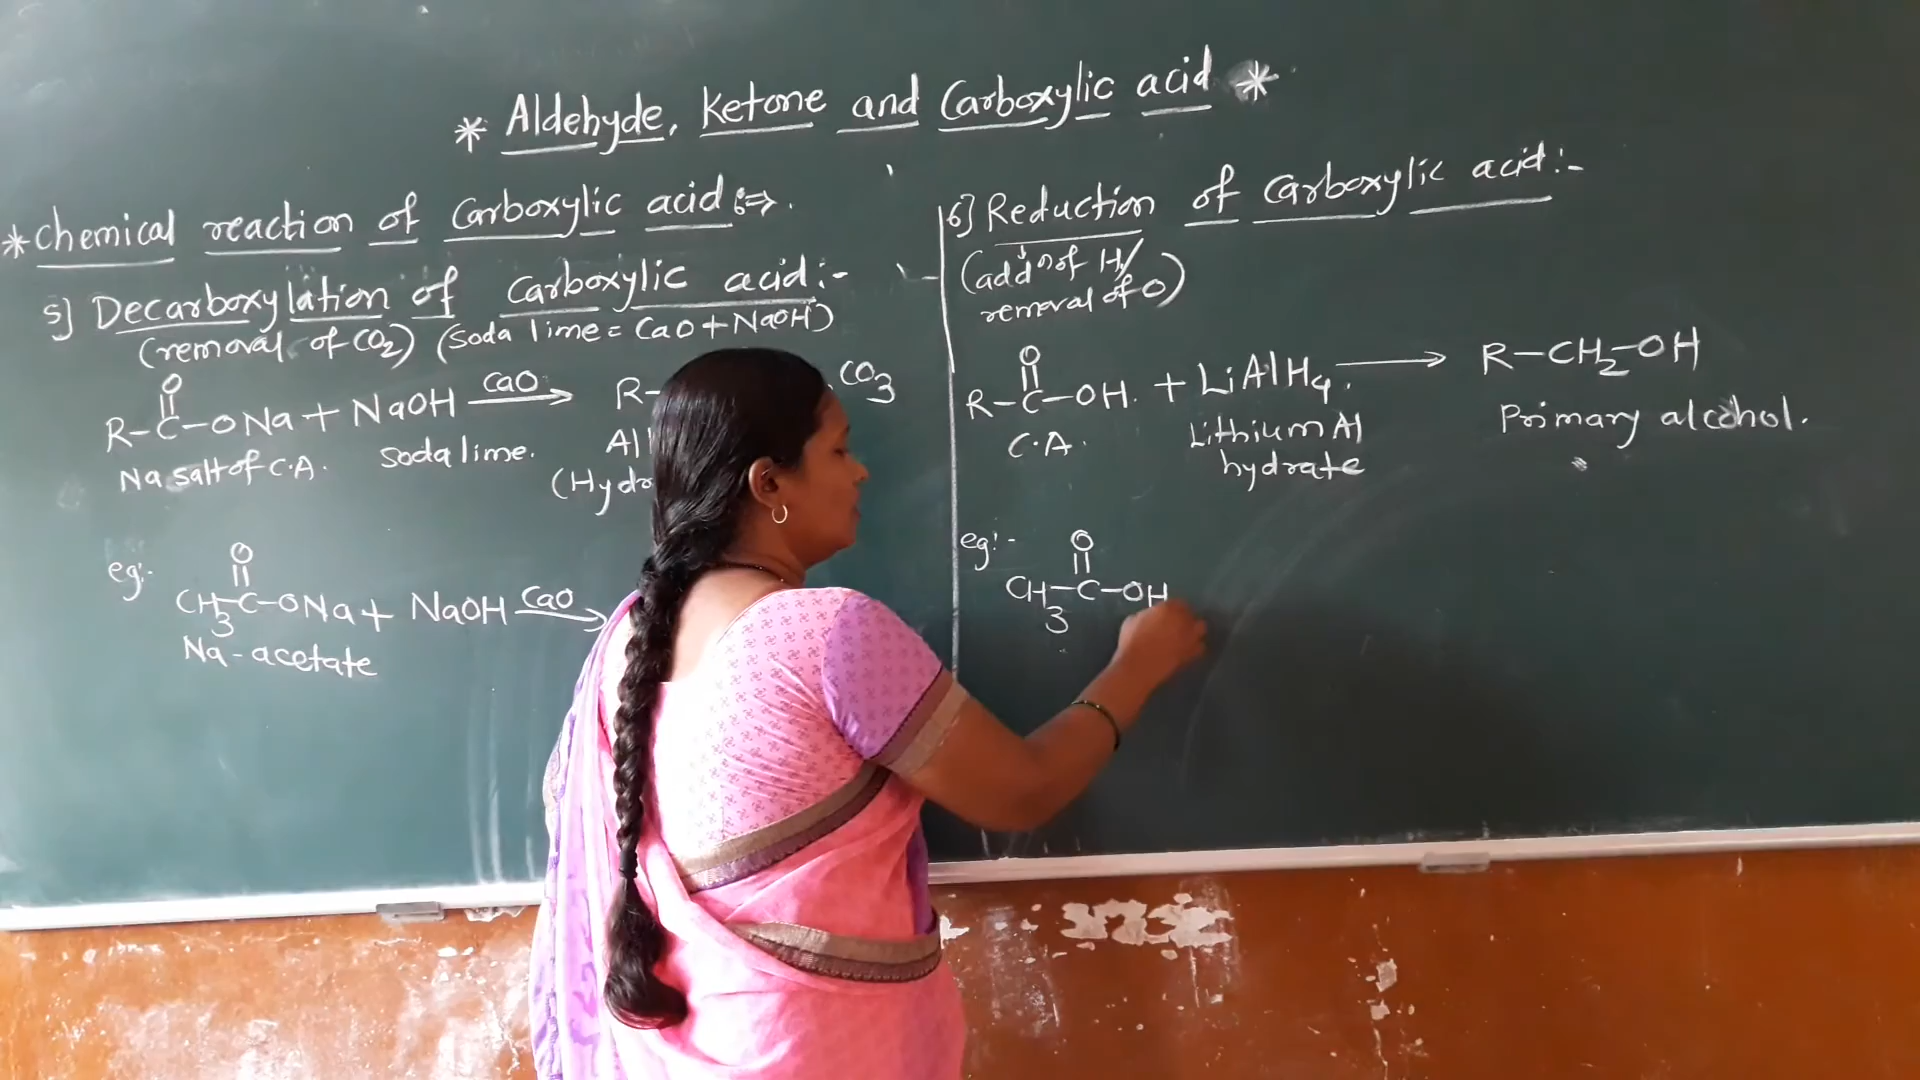 * Aldehyde, Ketone and Carboxylic acid *
* Chemical reaction of Carboxylic acid :⇒.
5] Decarboxylation of Carboxylic acid:-
(removal of CO2) (Soda lime = CaO + NaOH)
O
||
R-C-ONa + NaOH CaO→ R- CO3
Na salt of C.A. Soda lime.
eg:-
O
||
CH3-C-ONa + NaOH CaO→
Na-acetate
6] Reduction of Carboxylic acid:-
(addn of H/
removal of O)
O
||
R-C-OH. + LiAlH4. → R-CH2-OH
C.A. Lithium Al Primary alcohol.
hydrate
eg:-
O
||
CH3-C-OH